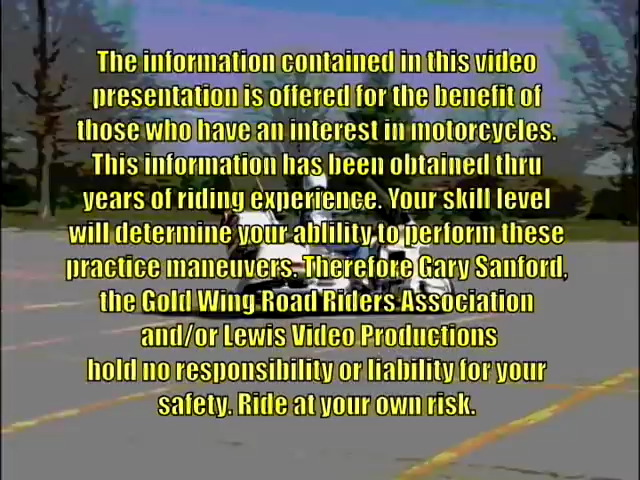 The information contained in this video
presentation is offered for the benefit of
those who have an interest in motorcycles.
This information has been obtained thru
years of riding experience. Your skill level
will determine your ablility to perform these
practice maneuvers. Therefore Gary Sanford,
the Gold Wing Road Riders Association
and/or Lewis Video Productions
hold no responsibility or liability for your
safety. Ride at your own risk.